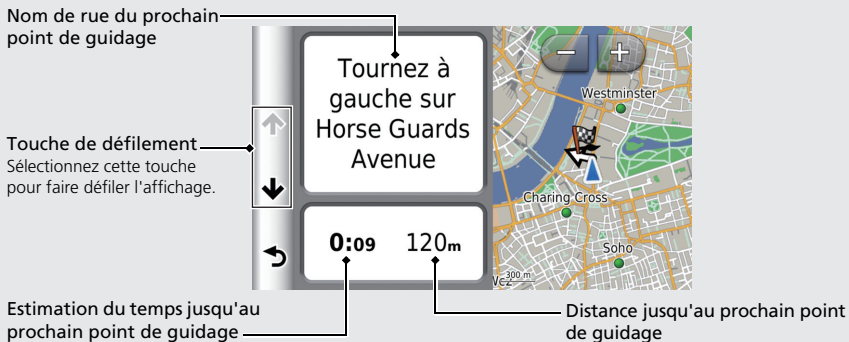 Nom de rue du prochain
point de guidage
Tournez à
gauche sur
Horse Guards
Avenue
Westminster
Touche de défilement
Sélectionnez cette touche
pour faire défiler l'affichage.
Charing Cross
0:09 120m
Soho
300 m
Estimation du temps jusqu'au
prochain point de guidage
Distance jusqu'au prochain point
de guidage